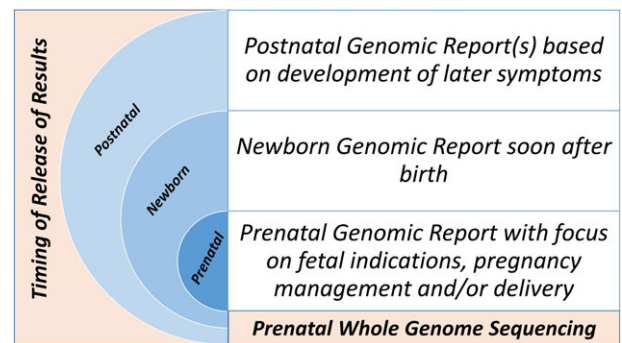 Timing of Release of Results
Postnatal
Newborn
Prenatal
Postnatal Genomic Report(s) based
on development of later symptoms
Newborn Genomic Report soon after
birth
Prenatal Genomic Report with focus
on fetal indications, pregnancy
management and/or delivery
Prenatal Whole Genome Sequencing